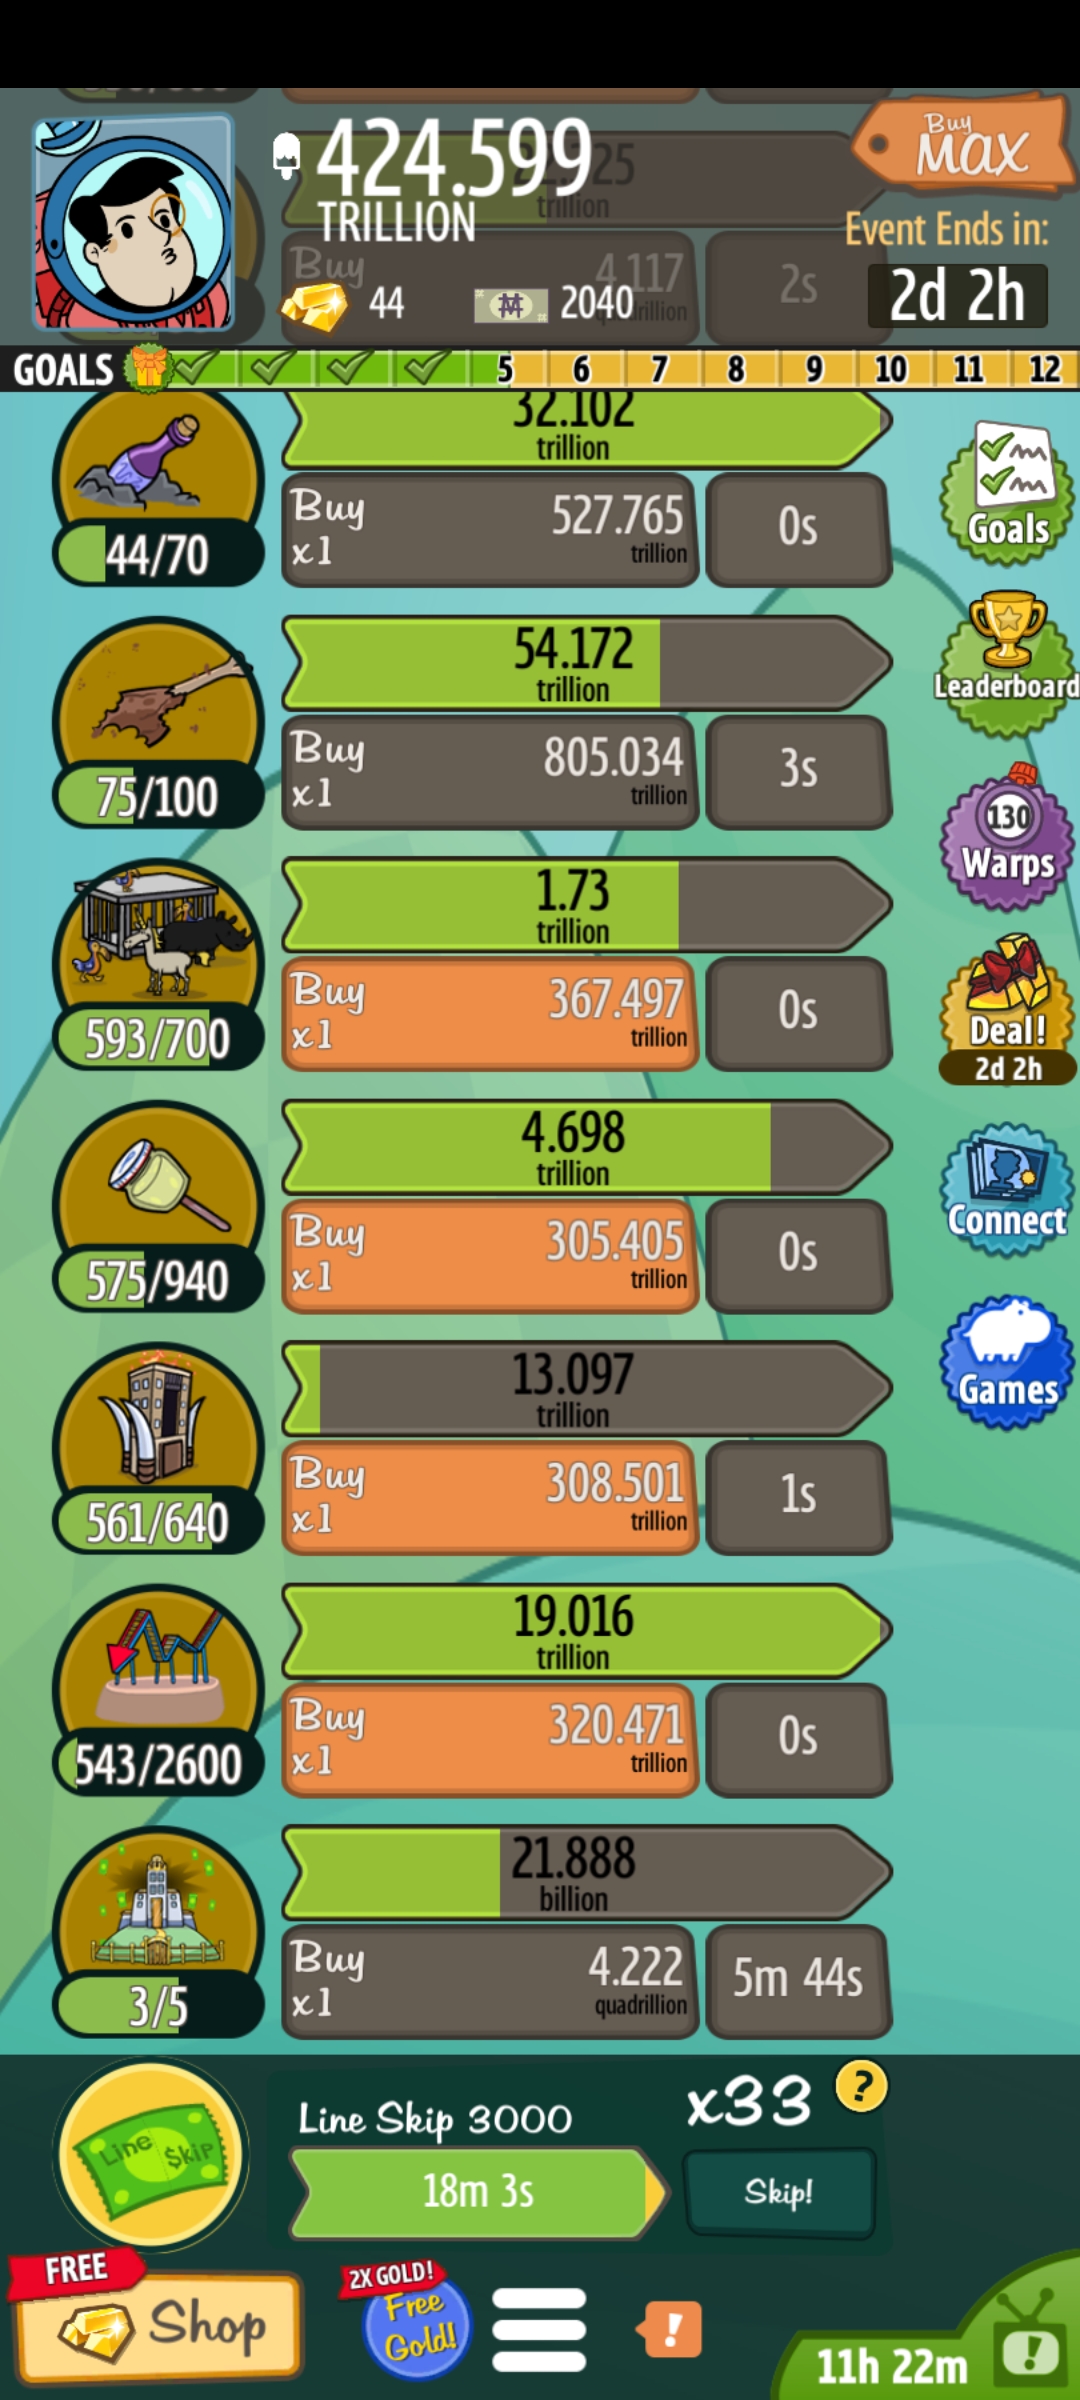 424.599
TRILLION
Buy
MAX
trillion
Event Ends in:
2d 2h
Buy
4.117
2s
44
2040
GOALS
5 6 7 8 9 10 11 12
32.102
trillion
Buy
x1
527.765
trillion
0s
44/70
Goals
54.172
trillion
Buy
x1
805.034
trillion
3s
75/100
Leaderboard
130
Warps
1.73
trillion
Buy
x1
367.497
trillion
0s
593/700
Deal!
2d 2h
4.698
trillion
Buy
x1
305.405
trillion
0s
575/940
Connect
13.097
trillion
Buy
x1
308.501
trillion
1s
561/640
Games
19.016
trillion
Buy
x1
320.471
trillion
0s
543/2600
21.888
billion
Buy
x1
4.222
quadrillion
5m 44s
3/5
Line $kip
Line Skip 3000
x33
?
18m 3s
Skip!
FREE
Shop
2X GOLD!
Free
Gold!
!
11h 22m
!